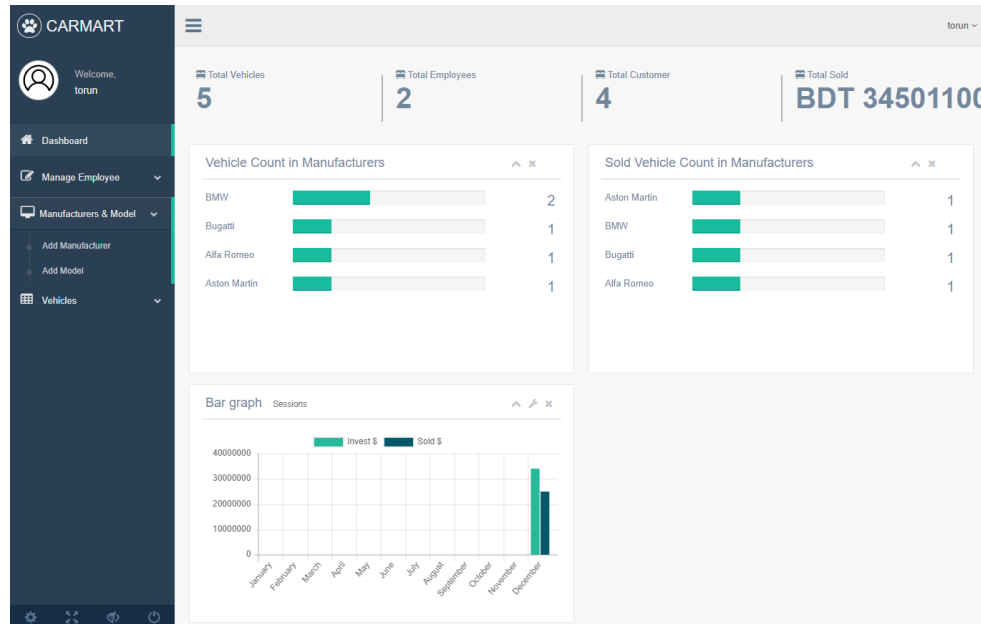 CARMART
torun
Welcome,
torun
Dashboard
Manage Employee
Manufacturers & Model
Add Manufacturer
Add Model
Vehicles
Total Vehicles
5
Total Employees
2
Total Customer
4
Total Sold
BDT 34501100
Vehicle Count in Manufacturers
BMW 2
Bugatti 1
Alfa Romeo 1
Aston Martin 1
Sold Vehicle Count in Manufacturers
Aston Martin 1
BMW 1
Bugatti 1
Alfa Romeo 1
Bar graph Sessions
Invest $ Sold $
40000000
30000000
20000000
10000000
0
January February March April May June July August September October November December